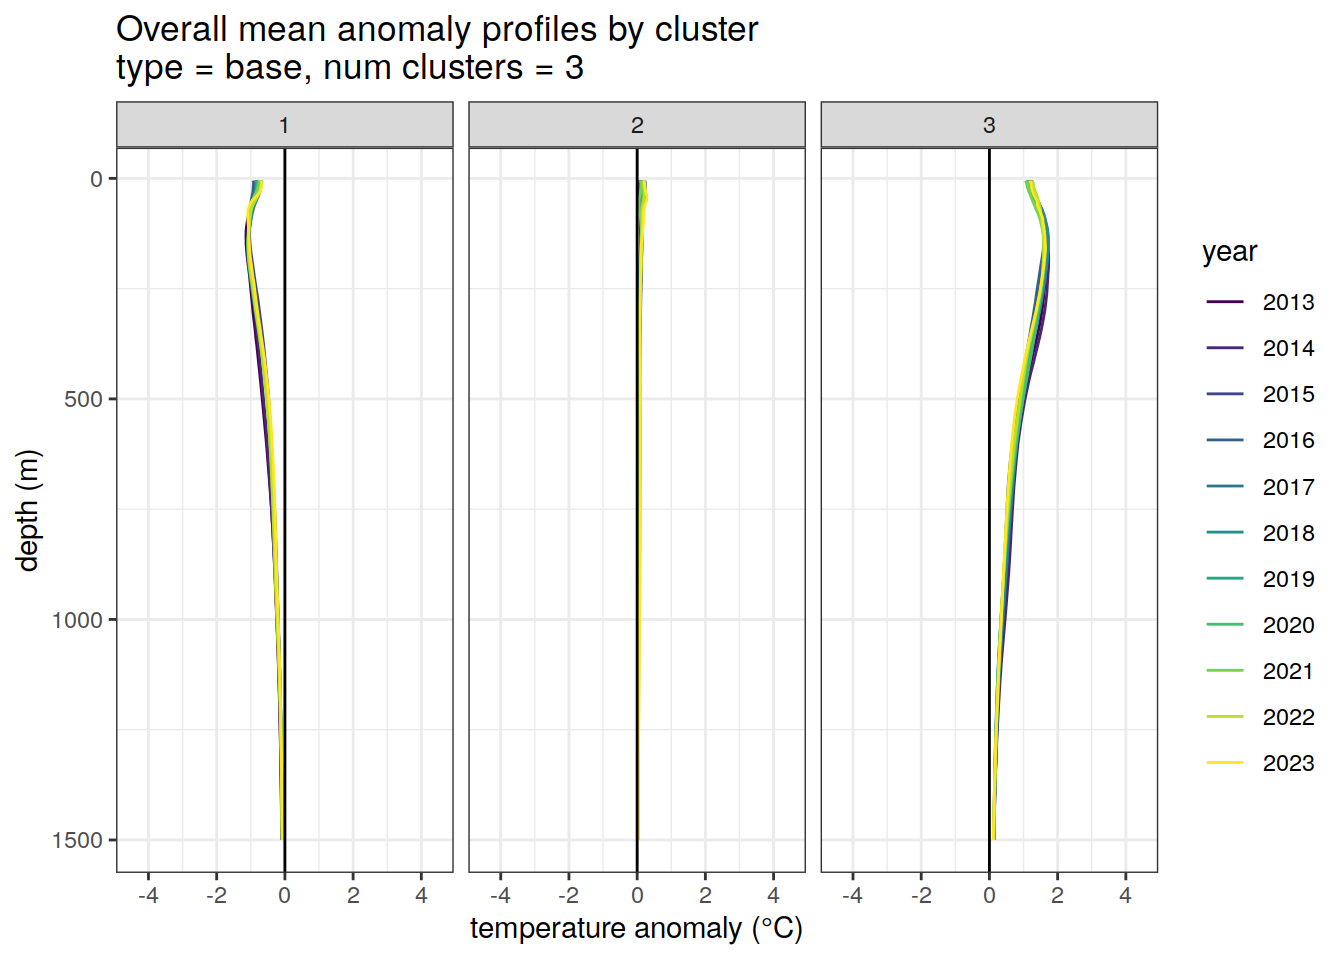 Overall mean anomaly profiles by cluster
type = base, num clusters = 3
1
2
3
0
500
1000
1500
depth (m)
-4 -2 0 2 4
-4 -2 0 2 4
-4 -2 0 2 4
temperature anomaly (°C)
year
2013
2014
2015
2016
2017
2018
2019
2020
2021
2022
2023